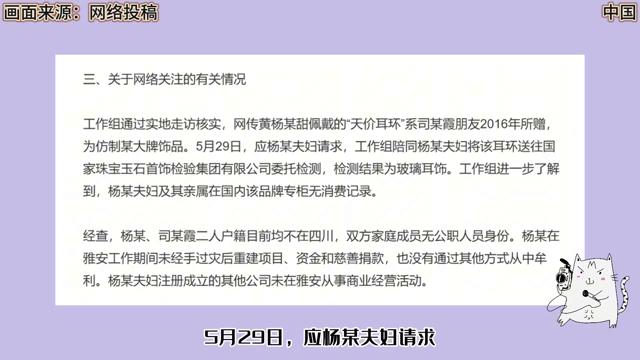 画面来源：网络投稿
中国
三、关于网络关注的有关情况
工作组通过实地走访核实，网传黄杨某甜佩戴的“天价耳环”系司某霞朋友2016年所赠，
为仿制某大牌饰品。5月29日，应杨某夫妇请求，工作组陪同杨某夫妇将该耳环送往国
家珠宝玉石首饰检验集团有限公司委托检测，检测结果为玻璃耳饰。工作组进一步了解
到，杨某夫妇及其亲属在国内该品牌专柜无消费记录。
经查，杨某、司某霞二人户籍目前均不在四川，双方家庭成员无公职人员身份。杨某在
雅安工作期间未经手过灾后重建项目、资金和慈善捐款，也没有通过其他方式从中牟
利。杨某夫妇注册成立的其他公司未在雅安从事商业经营活动。
5月29日，应杨某夫妇请求